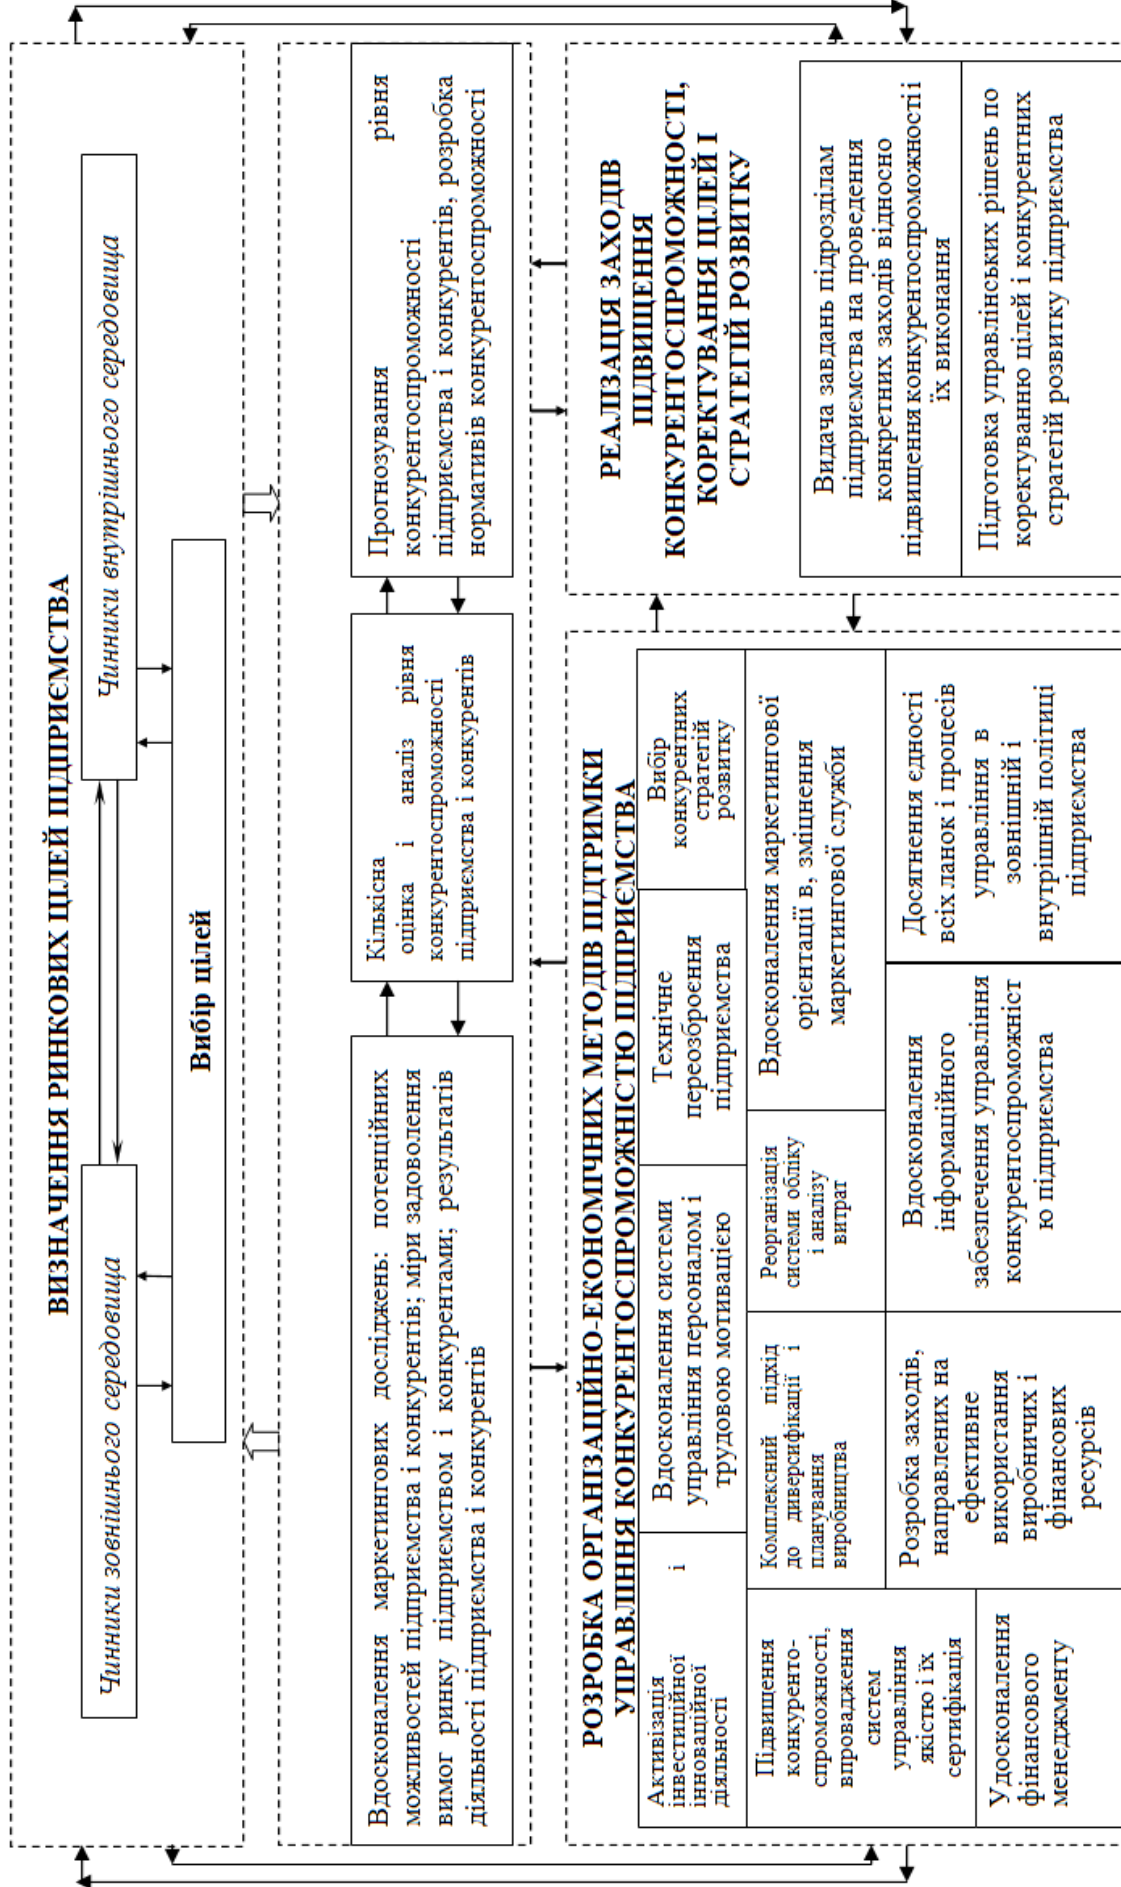 ВИЗНАЧЕННЯ РИНКОВИХ ЦІЛЕЙ ПІДПРИЄМСТВА
Чинники зовнішнього середовища
Чинники внутрішнього середовища
Вибір цілей
Вдосконалення маркетингових досліджень: потенційних
можливостей підприємства і конкурентів; міри задоволення
вимог ринку підприємством і конкурентами; результатів
діяльності підприємства і конкурентів
Кількісна
оцінка і аналіз рівня
конкурентоспроможності
підприємства і конкурентів
Прогнозування рівня
конкурентоспроможності
підприємства і конкурентів, розробка
нормативів конкурентоспроможності
РОЗРОБКА ОРГАНІЗАЦІЙНО-ЕКОНОМІЧНИХ МЕТОДІВ ПІДТРИМКИ
УПРАВЛІННЯ КОНКУРЕНТОСПРОМОЖНІСТЮ ПІДПРИЄМСТВА
Активізація
інвестиційної і
інноваційної
діяльності
Вдосконалення системи
управління персоналом і
трудовою мотивацією
Технічне
переозброєння
підприємства
Вибір
конкурентних
стратегій
розвитку
Підвищення
конкуренто-
спроможності,
впровадження
систем
управління
якістю і їх
сертифікація
Комплексний підхід
до диверсифікації і
планування
виробництва
Реорганізація
системи обліку
і аналізу
витрат
Вдосконалення маркетингової
орієнтації в, зміцнення
маркетингової служби
Удосконалення
фінансового
менеджменту
Розробка заходів,
направлених на
ефективне
використання
виробничих і
фінансових
ресурсів
Вдосконалення
інформаційного
забезпечення управління
конкурентоспроможніст
ю підприємства
Досягнення єдності
всіх ланок і процесів
управління в
зовнішній і
внутрішній політиці
підприємства
РЕАЛІЗАЦІЯ ЗАХОДІВ
ПІДВИЩЕННЯ
КОНКУРЕНТОСПРОМОЖНОСТІ,
КОРЕКТУВАННЯ ЦІЛЕЙ І
СТРАТЕГІЙ РОЗВИТКУ
Видача завдань підрозділам
підприємства на проведення
конкретних заходів відносно
підвищення конкурентоспроможності і
їх виконання
Підготовка управлінських рішень по
коректуванню цілей і конкурентних
стратегій розвитку підприємства